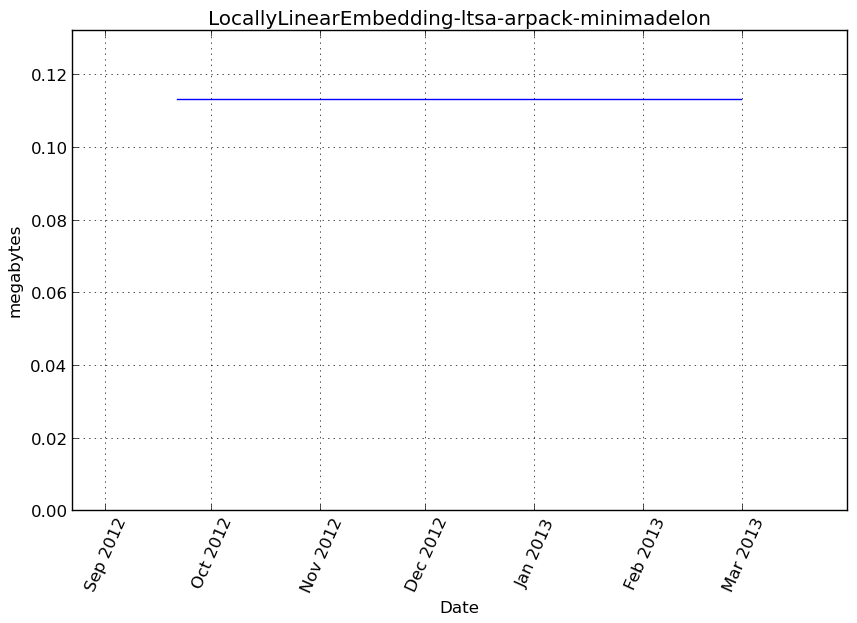 LocallyLinearEmbedding-ltsa-arpack-minimadelon
0.12
0.10
0.08
0.06
0.04
0.02
0.00
megabytes
Sep 2012
Oct 2012
Nov 2012
Dec 2012
Jan 2013
Feb 2013
Mar 2013
Date